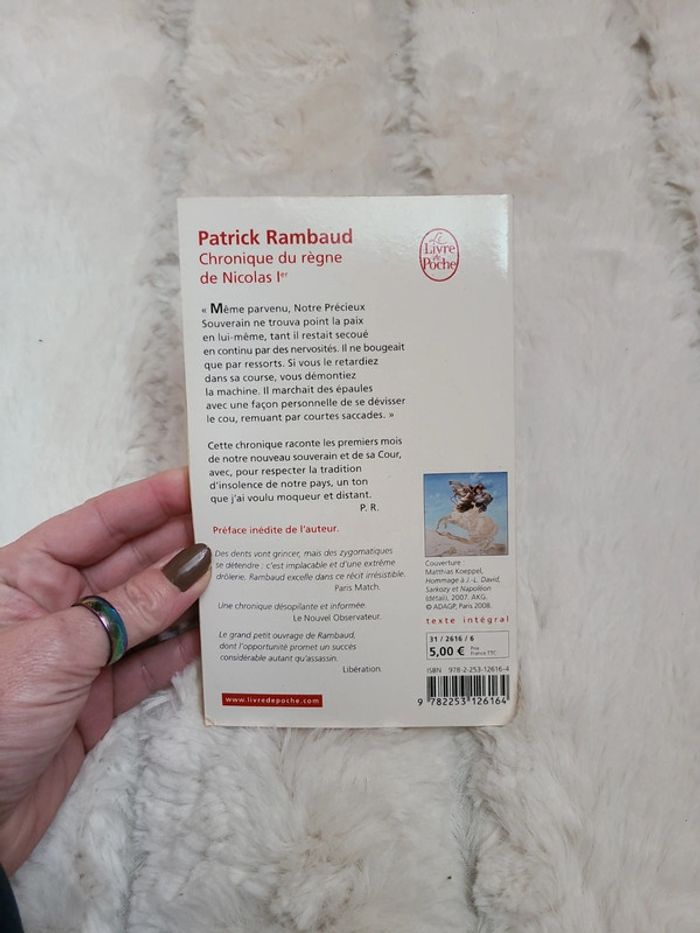 Patrick Rambaud
Chronique du règne
de Nicolas Ier
Le
Livre
de
Poche
« Même parvenu, Notre Précieux
Souverain ne trouva point la paix
en lui-même, tant il restait secoué
en continu par des nervosités. Il ne bougeait
que par ressorts. Si vous le retardiez
dans sa course, vous démontiez
la machine. Il marchait des épaules
avec une façon personnelle de se dévisser
le cou, remuant par courtes saccades. »
Cette chronique raconte les premiers mois
de notre nouveau souverain et de sa Cour,
avec, pour respecter la tradition
d'insolence de notre pays, un ton
que j'ai voulu moqueur et distant.
P. R.
Préface inédite de l'auteur.
Des dents vont grincer, mais des zygomatiques
se détendre : c'est implacable et d'une extrême
drôlerie. Rambaud excelle dans ce récit irrésistible.
Paris Match.
Une chronique désopilante et informée.
Le Nouvel Observateur.
Le grand petit ouvrage de Rambaud,
dont l'opportunité promet un succès
considérable autant qu'assassin.
Libération.
www.livredepoche.com
Couverture :
Matthias Koeppel,
Hommage à J.-L. David,
Sarkozy et Napoléon
(détail), 2007. AKG.
© ADAGP, Paris 2008.
texte intégral
31 / 2616 / 6
5,00 € Prix
France TTC
ISBN 978-2-253-12616-4
9 782253 126164